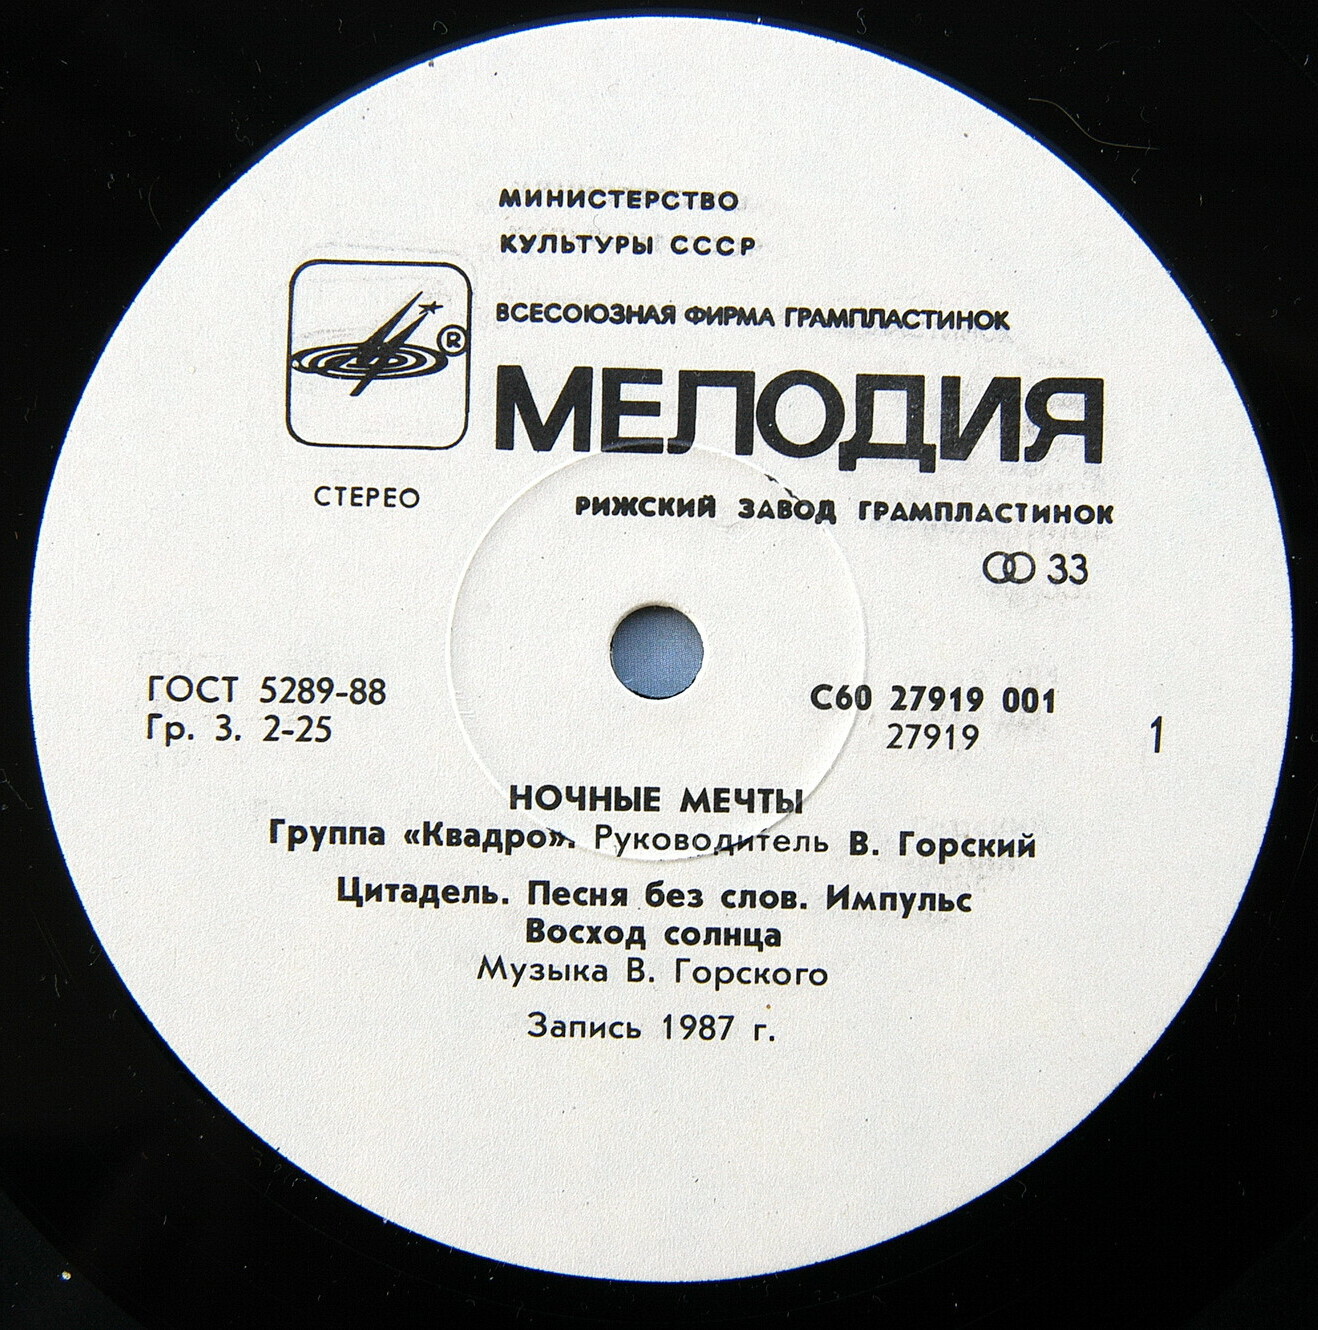 МИНИСТЕРСТВО
КУЛЬТУРЫ СССР
ВСЕСОЮЗНАЯ ФИРМА ГРАМПЛАСТИНОК
МЕЛОДИЯ
®
СТЕРЕО
РИЖСКИЙ ЗАВОД ГРАМПЛАСТИНОК
33
ГОСТ 5289-88
Гр. 3. 2-25
С60 27919 001
27919
1
НОЧНЫЕ МЕЧТЫ
Группа «Квадро». Руководитель В. Горский
Цитадель. Песня без слов. Импульс
Восход солнца
Музыка В. Горского
Запись 1987 г.